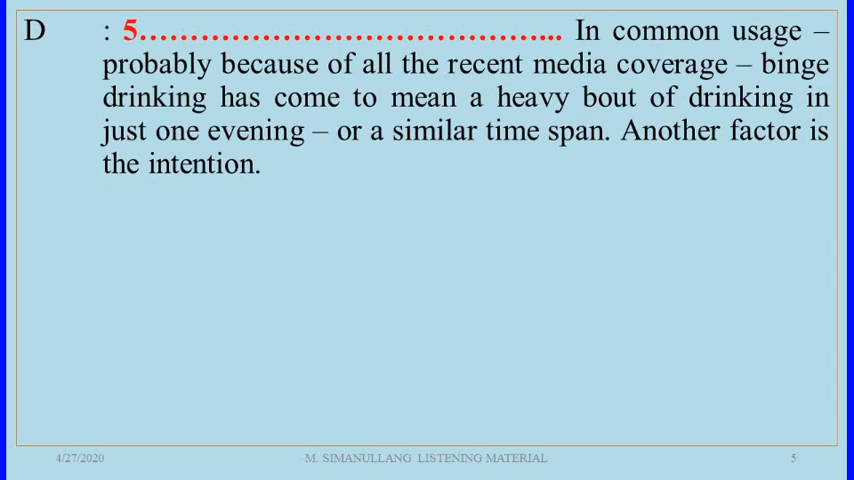 D : 5……………………………………... In common usage –
probably because of all the recent media coverage – binge
drinking has come to mean a heavy bout of drinking in
just one evening – or a similar time span. Another factor is
the intention.
4/27/2020 M. SIMANULLANG LISTENING MATERIAL 5